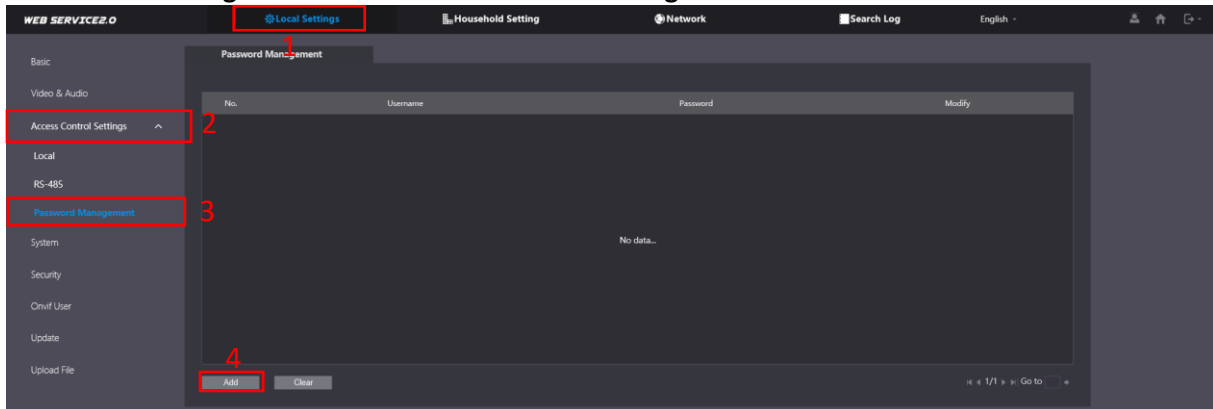 WEB SERVICE2.0 Local Settings Household Setting Network Search Log English
1
Basic
Password Management
Video & Audio
No. Username Password Modify
Access Control Settings 2
Local
RS-485
Password Management 3
System
No data...
Security
Onvif User
Update
4
Upload File
Add Clear 1/1 Go to